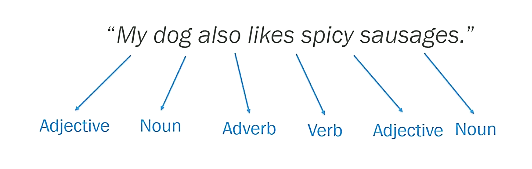 “My dog also likes spicy sausages.”
Adjective Noun Adverb Verb Adjective Noun